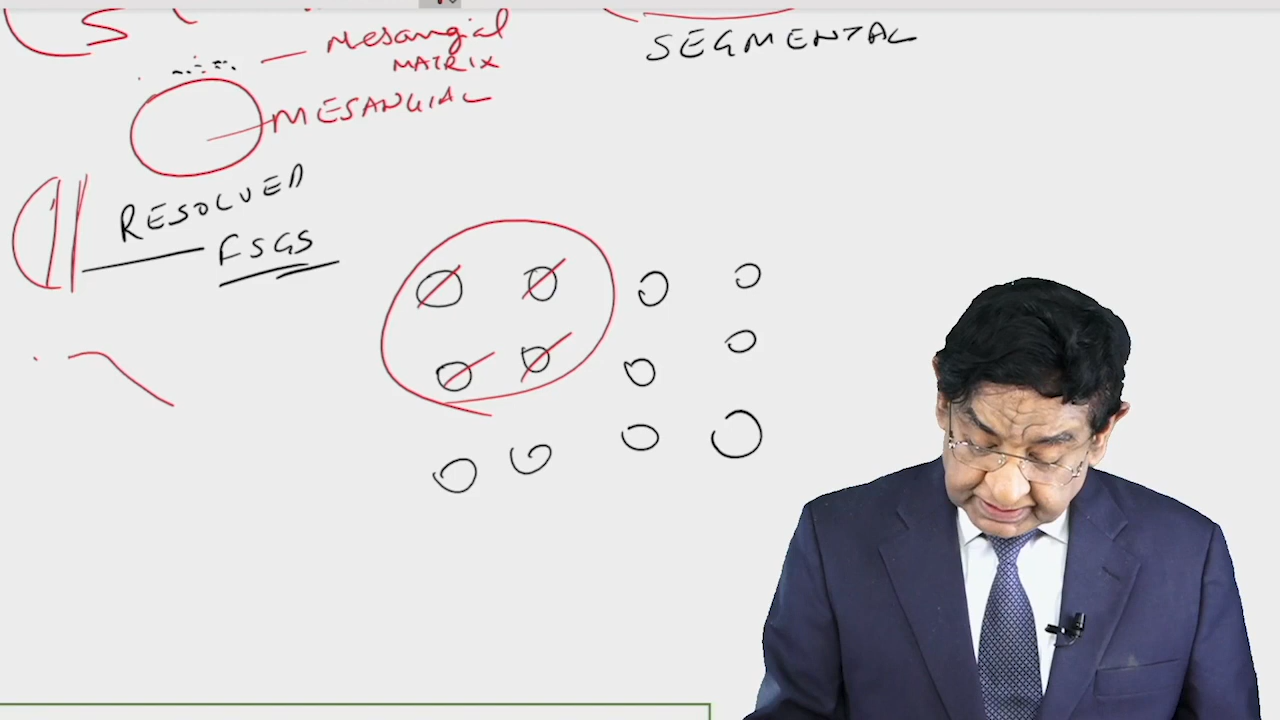 Mesangial
MATRIX
SEGMENTAL
MESANGIAL
RESOLVED
FSGS